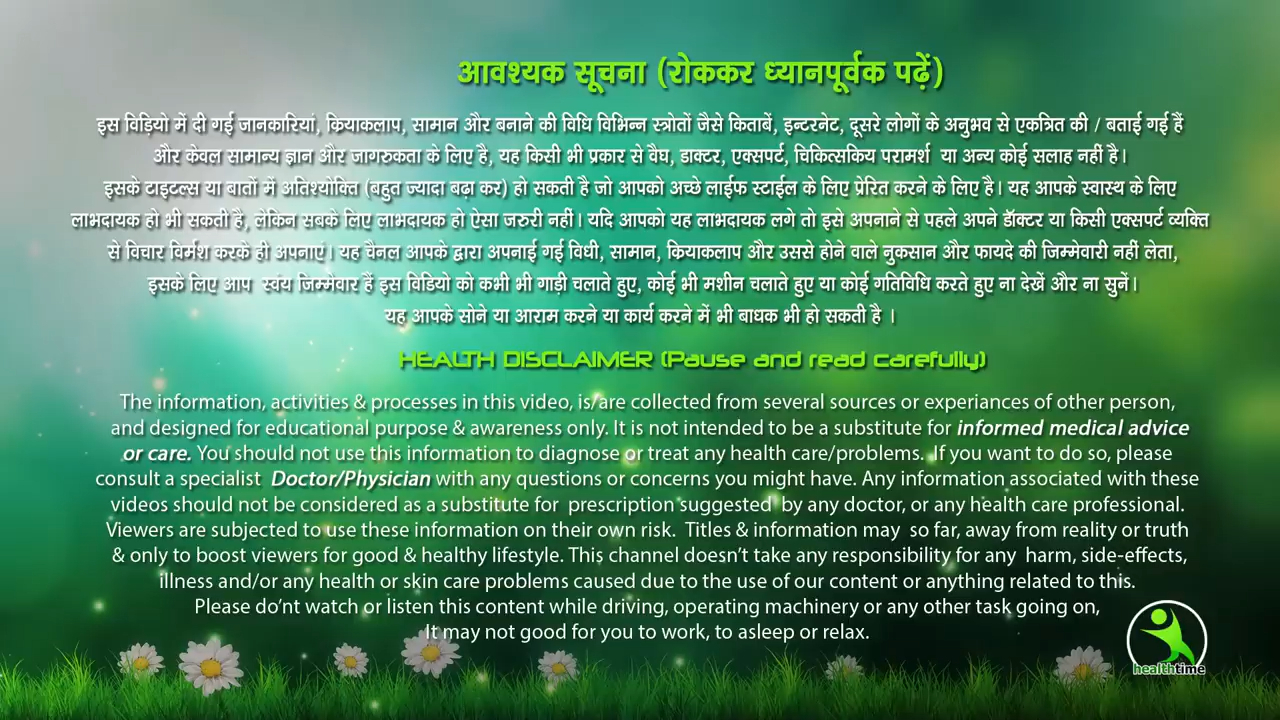 आवश्यक सूचना (रोककर ध्यानपूर्वक पढ़ें)
इस विड़ियो में दी गई जानकारियां, क्रियाकलाप, सामान और बनाने की विधि विभिन्न स्त्रोतों जैसे किताबें, इन्टरनेट, दूसरे लोगों के अनुभव से एकत्रित की / बताई गई हैं
और केवल सामान्य ज्ञान और जागरुकता के लिए है, यह किसी भी प्रकार से वैघ, डाक्टर, एक्सपर्ट, चिकित्सकिय परामर्श या अन्य कोई सलाह नहीं है।
इसके टाइटल्स या बातों में अतिश्योक्ति (बहुत ज्यादा बढ़ा कर) हो सकती है जो आपको अच्छे लाईफ स्टाईल के लिए प्रेरित करने के लिए है। यह आपके स्वास्थ के लिए
लाभदायक हो भी सकती है, लेकिन सबके लिए लाभदायक हो ऐसा जरुरी नहीं। यदि आपको यह लाभदायक लगे तो इसे अपनाने से पहले अपने डॉक्टर या किसी एक्सपर्ट व्यक्ति
से विचार विर्मश करके ही अपनाएं। यह चैनल आपके द्वारा अपनाई गई विधी, सामान, क्रियाकलाप और उससे होने वाले नुकसान और फायदे की जिम्मेवारी नहीं लेता,
इसके लिए आप स्वंय जिम्मेवार हैं इस विडियो को कभी भी गाड़ी चलाते हुए, कोई भी मशीन चलाते हुए या कोई गतिविधि करते हुए ना देखें और ना सुनें।
यह आपके सोने या आराम करने या कार्य करने में भी बाधक भी हो सकती है ।
HEALTH DISCLAIMER (Pause and read carefully)
The information, activities & processes in this video, is/are collected from several sources or experiances of other person,
and designed for educational purpose & awareness only. It is not intended to be a substitute for informed medical advice
or care. You should not use this information to diagnose or treat any health care/problems. If you want to do so, please
consult a specialist Doctor/Physician with any questions or concerns you might have. Any information associated with these
videos should not be considered as a substitute for prescription suggested by any doctor, or any health care professional.
Viewers are subjected to use these information on their own risk. Titles & information may so far, away from reality or truth
& only to boost viewers for good & healthy lifestyle. This channel doesn't take any responsibility for any harm, side-effects,
illness and/or any health or skin care problems caused due to the use of our content or anything related to this.
Please do'nt watch or listen this content while driving, operating machinery or any other task going on,
It may not good for you to work, to asleep or relax.
healthtime